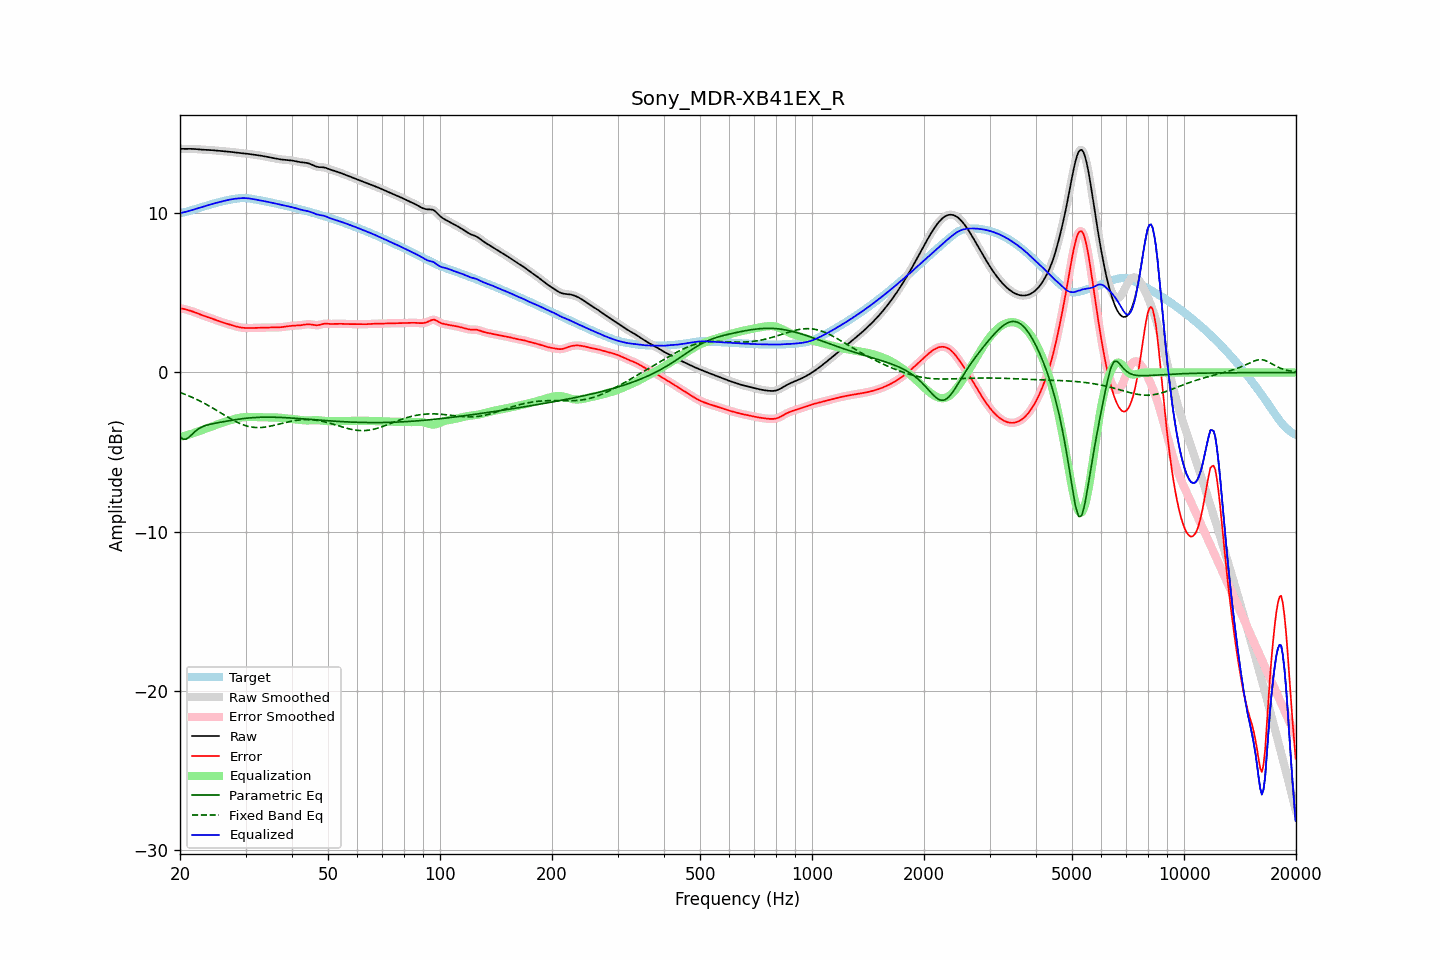 Sony_MDR-XB41EX_R
Amplitude (dBr)
10
0
−10
−20
−30
Target
Raw Smoothed
Error Smoothed
Raw
Error
Equalization
Parametric Eq
Fixed Band Eq
Equalized
20 50 100 200 500 1000 2000 5000 10000 20000
Frequency (Hz)